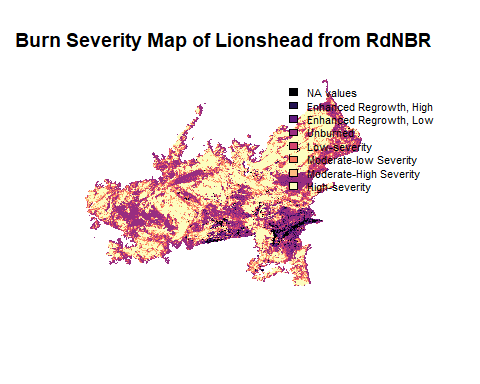 Burn Severity Map of Lionshead from RdNBR
NA values
Enhanced Regrowth, High
Enhanced Regrowth, Low
Unburned
Low-severity
Moderate-low Severity
Moderate-High Severity
High-severity